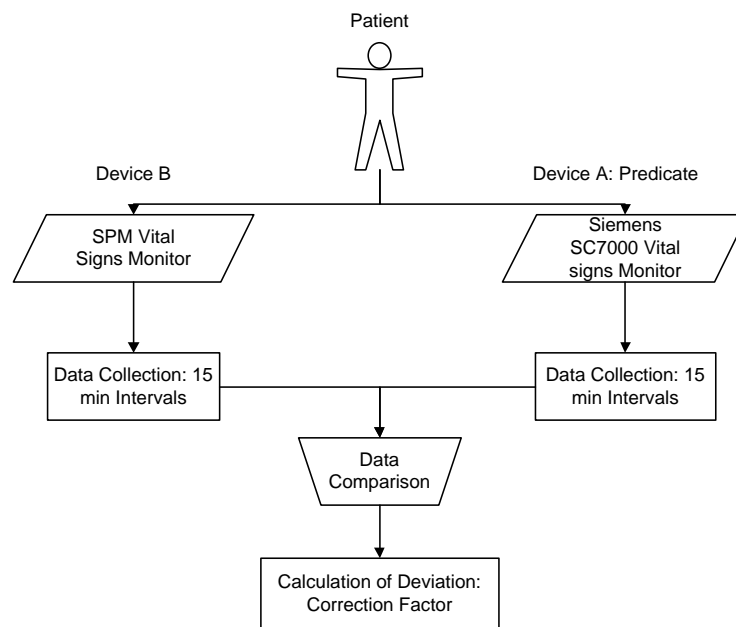 Patient
Device B
Device A: Predicate
SPM Vital
Signs Monitor
Siemens
SC7000 Vital
signs Monitor
Data Collection: 15
min Intervals
Data Collection: 15
min Intervals
Data
Comparison
Calculation of Deviation:
Correction Factor